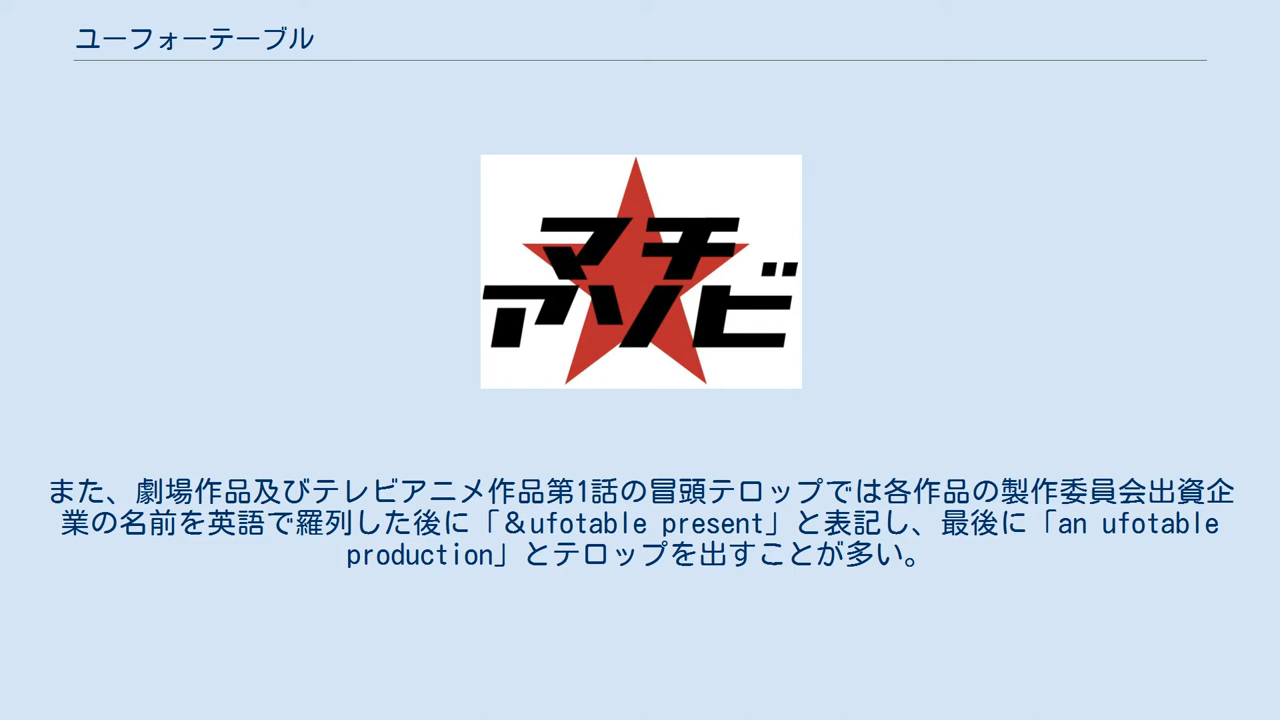 ユーフォーテーブル
マチ
アソビ
また、劇場作品及びテレビアニメ作品第1話の冒頭テロップでは各作品の製作委員会出資企
業の名前を英語で羅列した後に「＆ufotable present」と表記し、最後に「an ufotable
production」とテロップを出すことが多い。